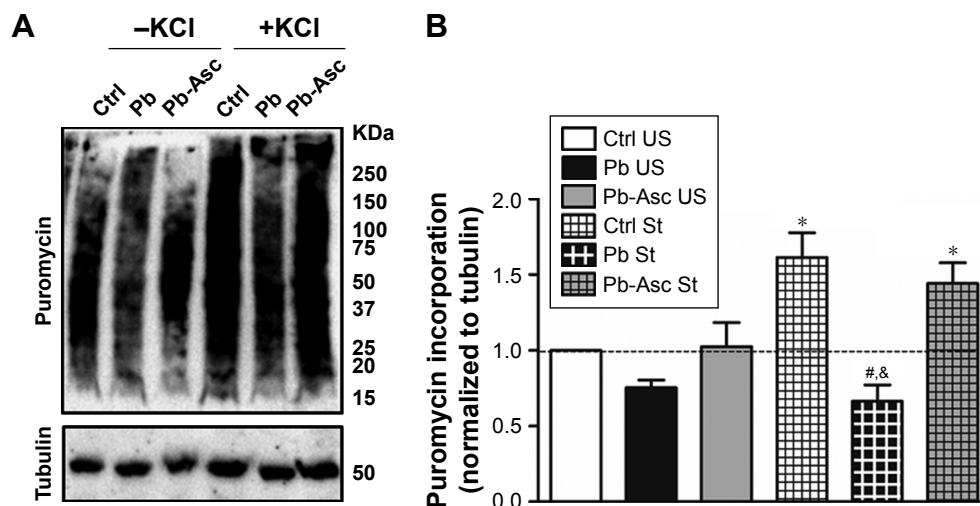 A
–KCl +KCl
Ctrl Pb Pb-Asc Ctrl Pb Pb-Asc
KDa
250
150
100
75
50
37
25
20
15
Puromycin
50
Tubulin
B
Ctrl US
Pb US
Pb-Asc US
Ctrl St
Pb St
Pb-Asc St
Puromycin incorporation
(normalized to tubulin)
2.0
1.5
1.0
0.5
0.0
*
#,&
*